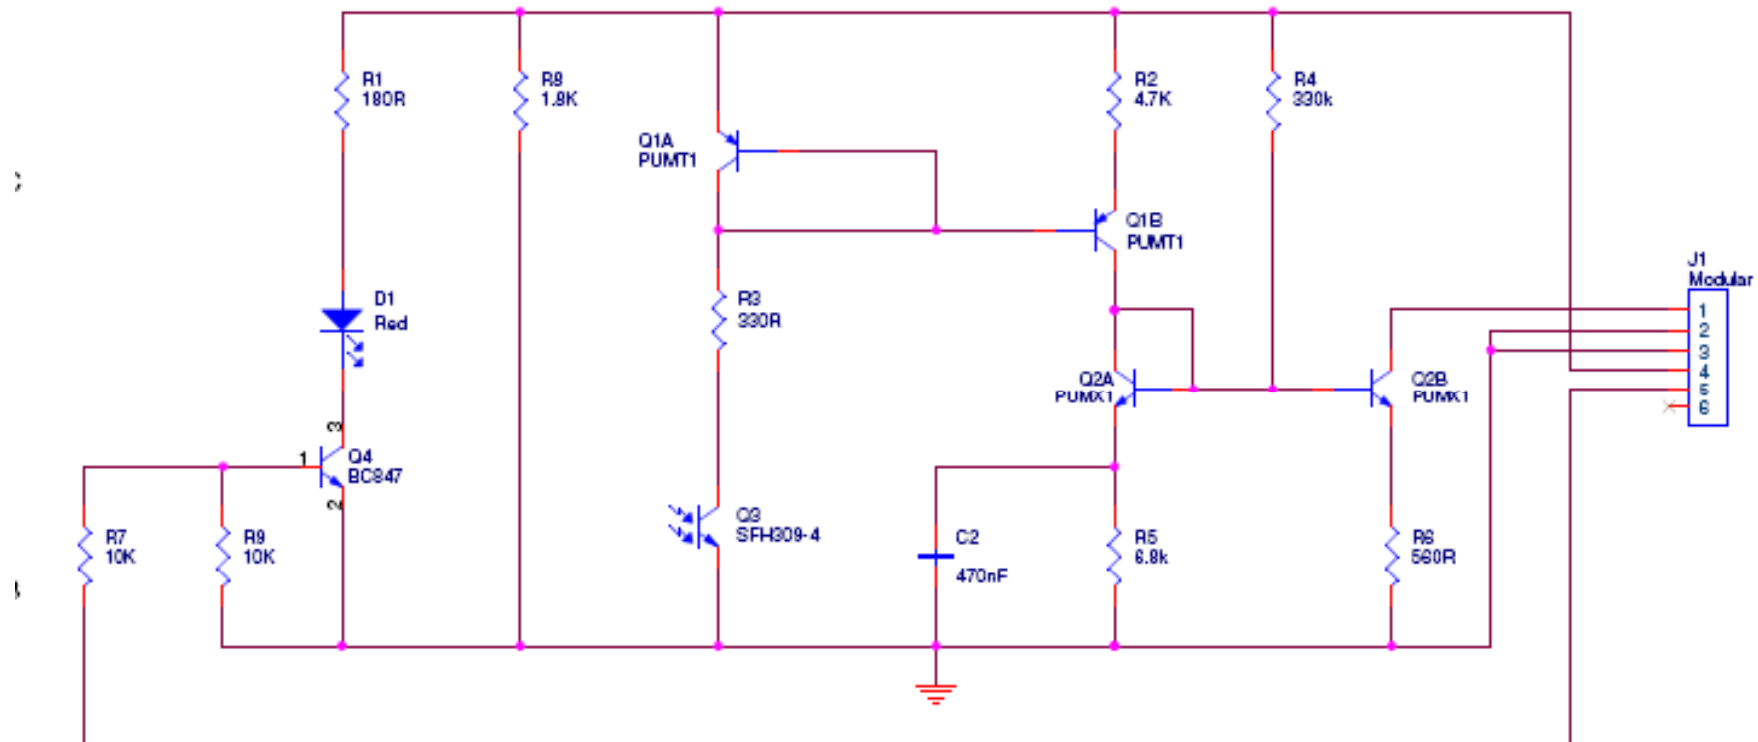 R1
180R
R8
1.8K
Q1A
PUMT1
R2
4.7K
R4
330k
Q1B
PUMT1
J1
Modular
1
2
3
4
5
6
D1
Red
R3
330R
Q2A
PUMX1
Q2B
PUMX1
3
1
Q4
BC847
2
R7
10K
R9
10K
Q3
SFH309-4
C2
470nF
R5
6.8k
R6
560R